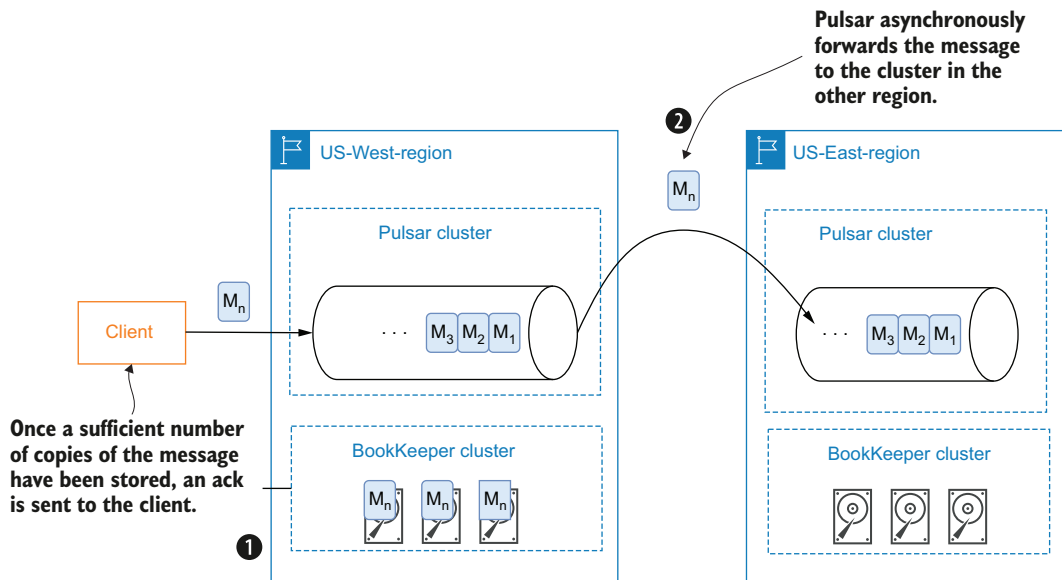 Pulsar asynchronously
forwards the message
to the cluster in the
other region.
2
US-West-region
US-East-region
Mn
Pulsar cluster
Pulsar cluster
Mn
Client
. . . M3 M2 M1
. . . M3 M2 M1
Once a sufficient number
of copies of the message
have been stored, an ack
is sent to the client.
BookKeeper cluster
BookKeeper cluster
Mn Mn Mn
1